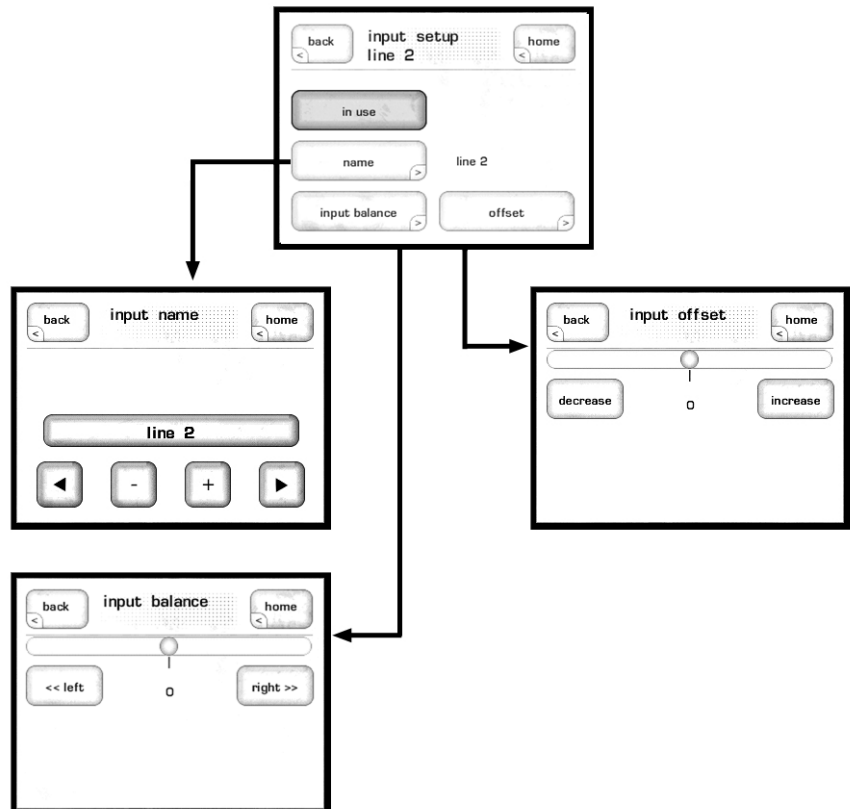 back
input setup
line 2
home
<
<
in use
name
>
line 2
input balance
>
offset
>
back
<
input name
home
<
line 2
◀ - + ▶
back
<
input offset
home
<
decrease
0
increase
back
<
input balance
home
<
<< left
0
right >>